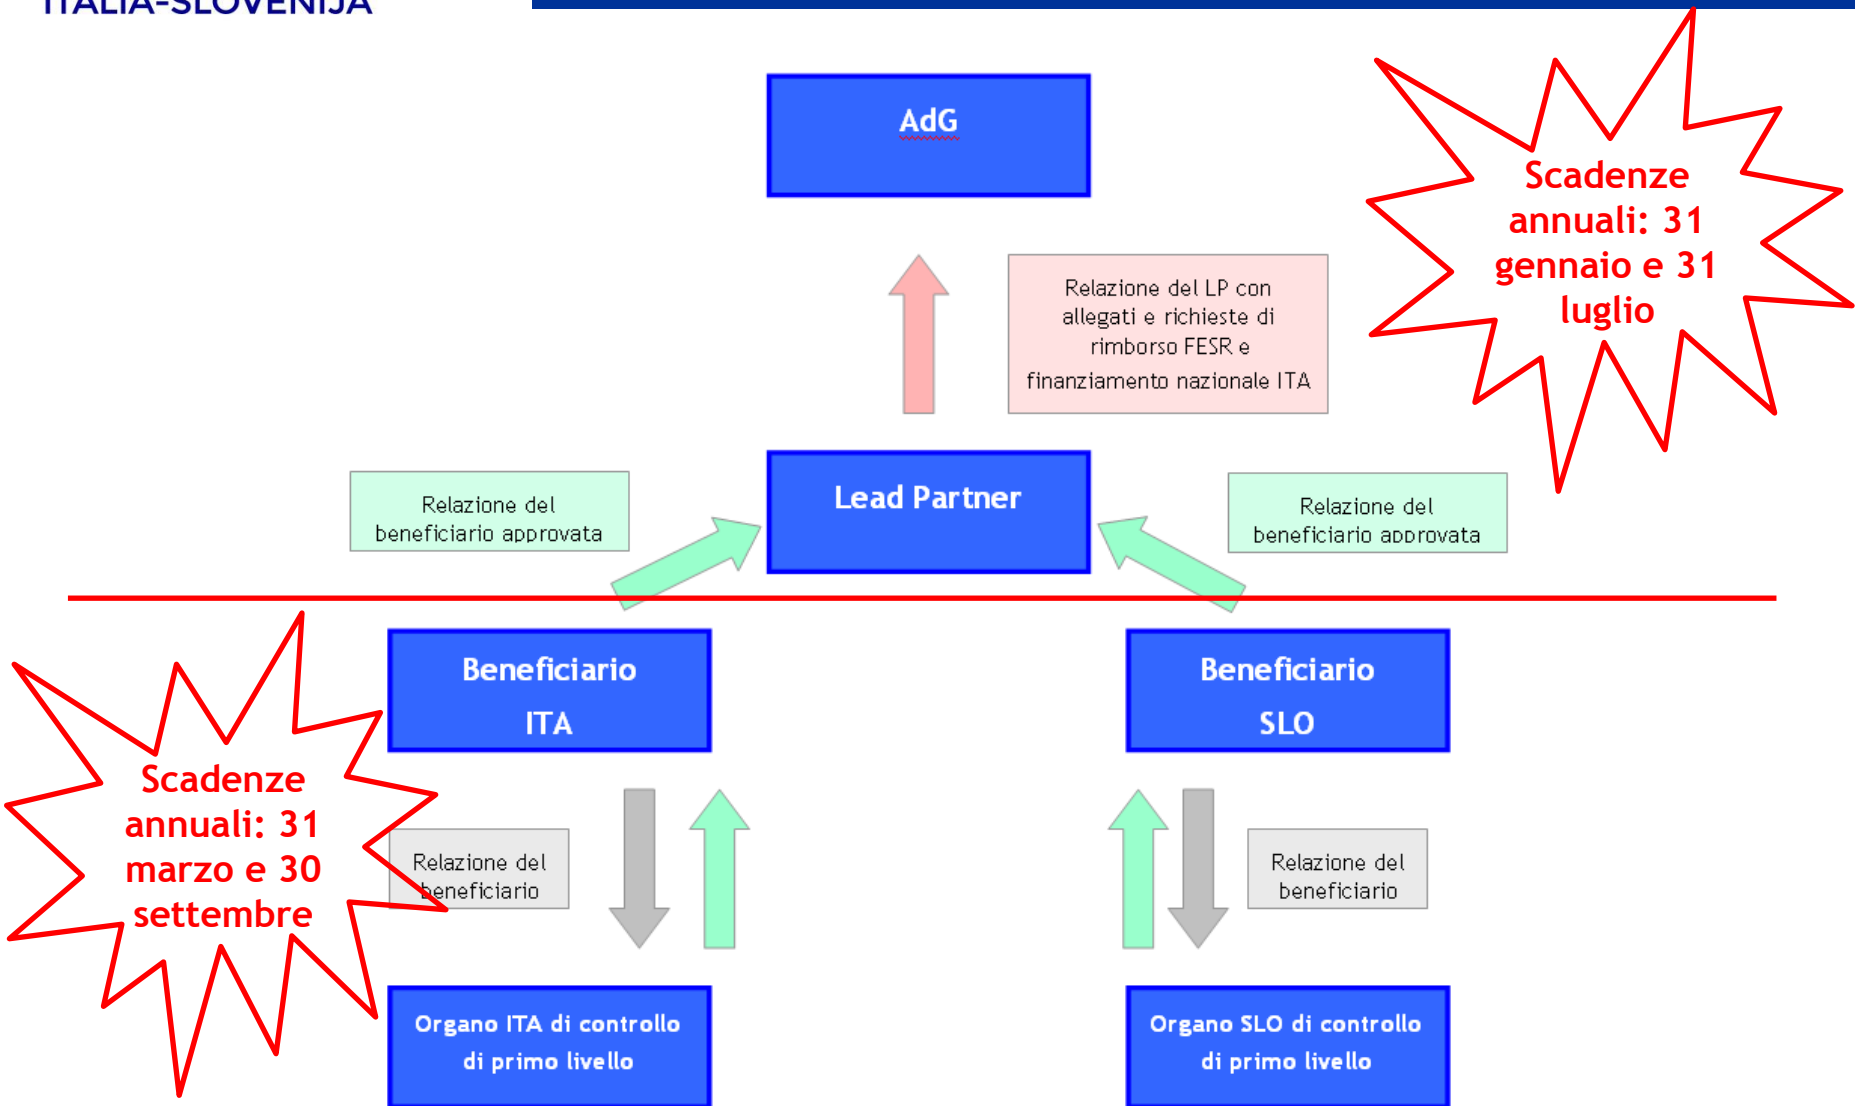 ITALIA-SLOVENIJA
AdG
Scadenze
annuali: 31
gennaio e 31
luglio
Relazione del LP con
allegati e richieste di
rimborso FESR e
finanziamento nazionale ITA
Relazione del
beneficiario approvata
Lead Partner
Relazione del
beneficiario approvata
Beneficiario
ITA
Beneficiario
SLO
Scadenze
annuali: 31
marzo e 30
settembre
Relazione del
beneficiario
Relazione del
beneficiario
Organo ITA di controllo
di primo livello
Organo SLO di controllo
di primo livello